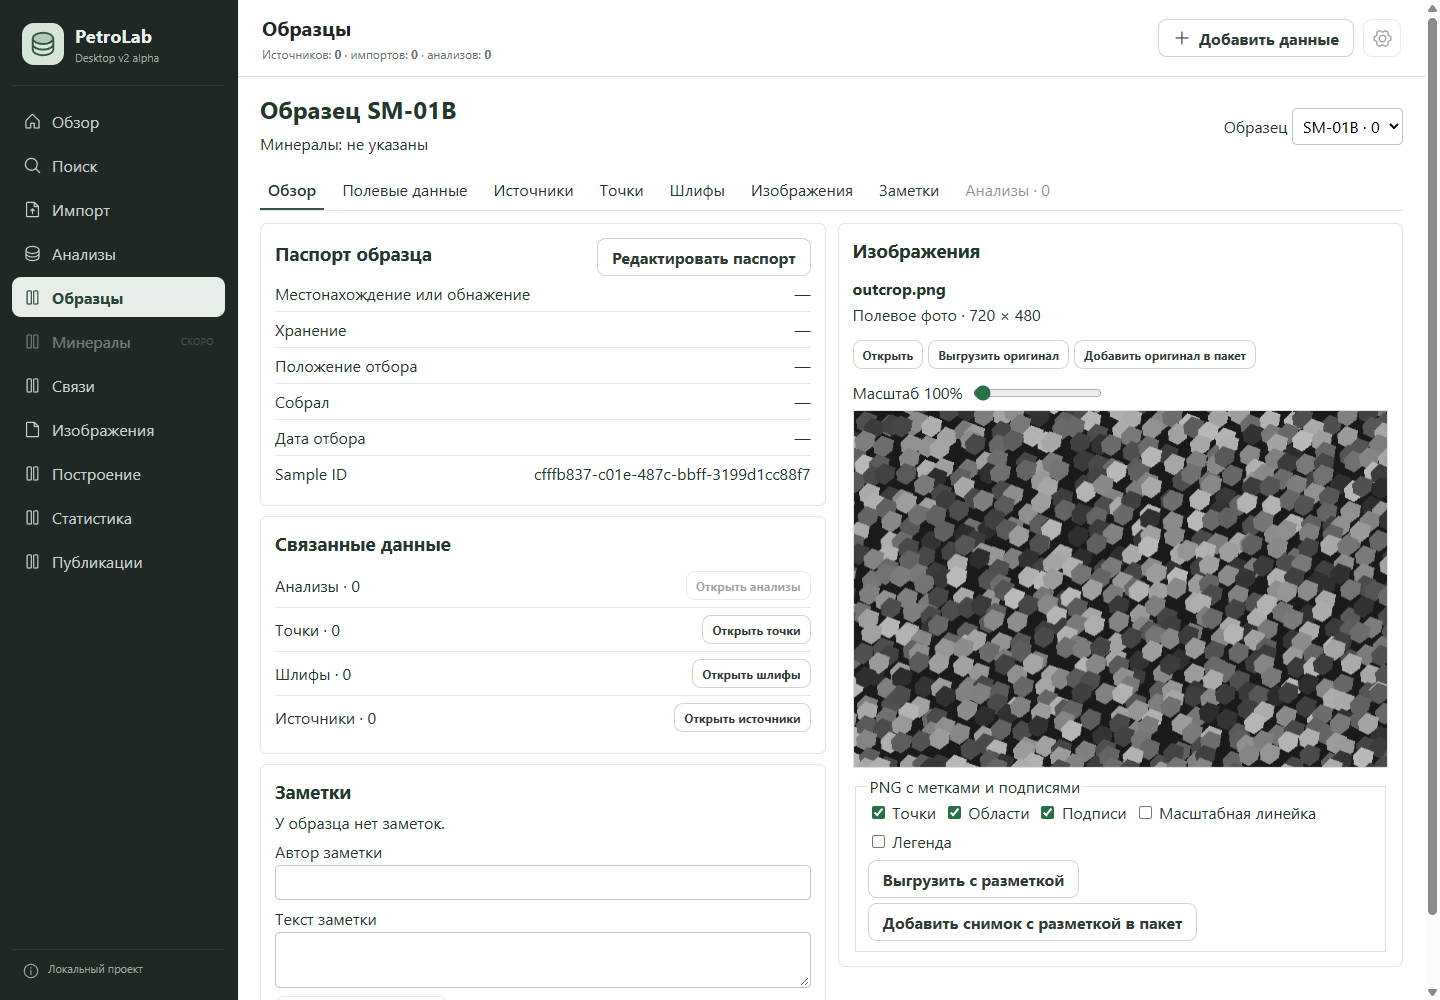 PetroLab
Desktop v2 alpha
Обзор
Поиск
Импорт
Анализы
Образцы
Минералы СКОРО
Связи
Изображения
Построение
Статистика
Публикации
Локальный проект
Образцы
Источников: 0 · импортов: 0 · анализов: 0
Добавить данные
Образец SM-01B
Минералы: не указаны
Образец SM-01B · 0
Обзор Полевые данные Источники Точки Шлифы Изображения Заметки Анализы · 0
Паспорт образца
Редактировать паспорт
Местонахождение или обнажение —
Хранение —
Положение отбора —
Собрал —
Дата отбора —
Sample ID cfffb837-c01e-487c-bbff-3199d1cc88f7
Связанные данные
Анализы · 0 Открыть анализы
Точки · 0 Открыть точки
Шлифы · 0 Открыть шлифы
Источники · 0 Открыть источники
Заметки
У образца нет заметок.
Автор заметки
Текст заметки
Изображения
outcrop.png
Полевое фото · 720 × 480
Открыть Выгрузить оригинал Добавить оригинал в пакет
Масштаб 100%
PNG с метками и подписями
Точки Области Подписи Масштабная линейка
Легенда
Выгрузить с разметкой
Добавить снимок с разметкой в пакет